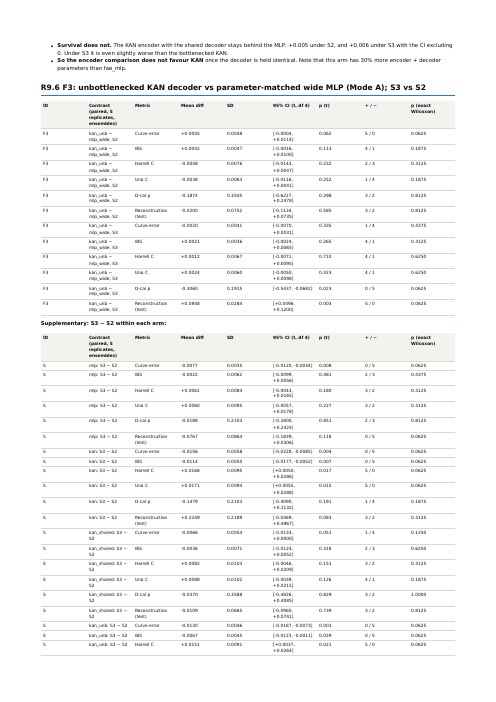 • Survival does not. The KAN encoder with the shared decoder stays behind the MLP: +0.005 under S2, and +0.006 under S3 with the CI excluding
0. Under S3 it is even slightly worse than the bottlenecked KAN.
• So the encoder comparison does not favour KAN once the decoder is held identical. Note that this arm has 30% more encoder + decoder
parameters than fae_mlp.
R9.6 F3: unbottlenecked KAN decoder vs parameter-matched wide MLP (Mode A); S3 vs S2
ID Contrast (paired, 5 replicates, ensembles) Metric Mean diff SD 95% CI (t, df 4) p (t) + / − p (exact Wilcoxon)
F3 kan_unb − mlp_wide, S2 Curve error +0.0055 0.0048 [-0.0004, +0.0114] 0.062 5 / 0 0.0625
F3 kan_unb − mlp_wide, S2 IBS +0.0042 0.0047 [-0.0016, +0.0100] 0.113 4 / 1 0.1875
F3 kan_unb − mlp_wide, S2 Harrell C -0.0048 0.0076 [-0.0143, +0.0047] 0.232 2 / 3 0.3125
F3 kan_unb − mlp_wide, S2 Uno C -0.0038 0.0063 [-0.0116, +0.0041] 0.252 1 / 4 0.1875
F3 kan_unb − mlp_wide, S2 D-cal p -0.1874 0.3505 [-0.6227, +0.2478] 0.298 3 / 2 0.8125
F3 kan_unb − mlp_wide, S2 Reconstruction (test) -0.0200 0.0752 [-0.1134, +0.0735] 0.585 3 / 2 0.8125
F3 kan_unb − mlp_wide, S3 Curve error -0.0020 0.0041 [-0.0070, +0.0031] 0.335 1 / 4 0.4375
F3 kan_unb − mlp_wide, S3 IBS +0.0021 0.0036 [-0.0024, +0.0065] 0.265 4 / 1 0.3125
F3 kan_unb − mlp_wide, S3 Harrell C +0.0012 0.0067 [-0.0071, +0.0095] 0.710 4 / 1 0.6250
F3 kan_unb − mlp_wide, S3 Uno C +0.0024 0.0060 [-0.0050, +0.0098] 0.423 4 / 1 0.6250
F3 kan_unb − mlp_wide, S3 D-cal p -0.3060 0.1915 [-0.5437, -0.0682] 0.023 0 / 5 0.0625
F3 kan_unb − mlp_wide, S3 Reconstruction (test) +0.0848 0.0284 [+0.0496, +0.1200] 0.003 5 / 0 0.0625
Supplementary: S3 − S2 within each arm:
ID Contrast (paired, 5 replicates, ensembles) Metric Mean diff SD 95% CI (t, df 4) p (t) + / − p (exact Wilcoxon)
S mlp: S3 − S2 Curve error -0.0077 0.0035 [-0.0120, -0.0034] 0.008 0 / 5 0.0625
S mlp: S3 − S2 IBS -0.0022 0.0062 [-0.0099, +0.0056] 0.481 2 / 3 0.4375
S mlp: S3 − S2 Harrell C +0.0061 0.0084 [-0.0043, +0.0165] 0.180 3 / 2 0.3125
S mlp: S3 − S2 Uno C +0.0060 0.0095 [-0.0057, +0.0178] 0.227 3 / 2 0.3125
S mlp: S3 − S2 D-cal p -0.0188 0.2103 [-0.2800, +0.2424] 0.851 2 / 3 0.8125
S mlp: S3 − S2 Reconstruction (test) -0.0767 0.0864 [-0.1839, +0.0306] 0.118 0 / 5 0.0625
S kan: S3 − S2 Curve error -0.0156 0.0058 [-0.0228, -0.0085] 0.004 0 / 5 0.0625
S kan: S3 − S2 IBS -0.0114 0.0050 [-0.0177, -0.0052] 0.007 0 / 5 0.0625
S kan: S3 − S2 Harrell C +0.0168 0.0095 [+0.0050, +0.0286] 0.017 5 / 0 0.0625
S kan: S3 − S2 Uno C +0.0171 0.0094 [+0.0055, +0.0288] 0.015 5 / 0 0.0625
S kan: S3 − S2 D-cal p -0.1479 0.2103 [-0.4090, +0.1132] 0.191 1 / 4 0.1875
S kan: S3 − S2 Reconstruction (test) +0.2249 0.2189 [-0.0469, +0.4967] 0.083 3 / 2 0.3125
S kan_shared: S3 − S2 Curve error -0.0066 0.0054 [-0.0133, +0.0000] 0.051 1 / 4 0.1250
S kan_shared: S3 − S2 IBS -0.0036 0.0071 [-0.0124, +0.0052] 0.318 2 / 3 0.6250
S kan_shared: S3 − S2 Harrell C +0.0082 0.0103 [-0.0046, +0.0209] 0.151 3 / 2 0.3125
S kan_shared: S3 − S2 Uno C +0.0088 0.0102 [-0.0039, +0.0215] 0.126 4 / 1 0.1875
S kan_shared: S3 − S2 D-cal p -0.0370 0.3588 [-0.4826, +0.4085] 0.829 3 / 2 1.0000
S kan_shared: S3 − S2 Reconstruction (test) -0.0109 0.0685 [-0.0960, +0.0741] 0.739 3 / 2 0.8125
S kan_unb: S3 − S2 Curve error -0.0130 0.0046 [-0.0187, -0.0073] 0.003 0 / 5 0.0625
S kan_unb: S3 − S2 IBS -0.0067 0.0045 [-0.0123, -0.0011] 0.029 0 / 5 0.0625
S kan_unb: S3 − S2 Harrell C +0.0151 0.0091 [+0.0037, +0.0264] 0.021 5 / 0 0.0625